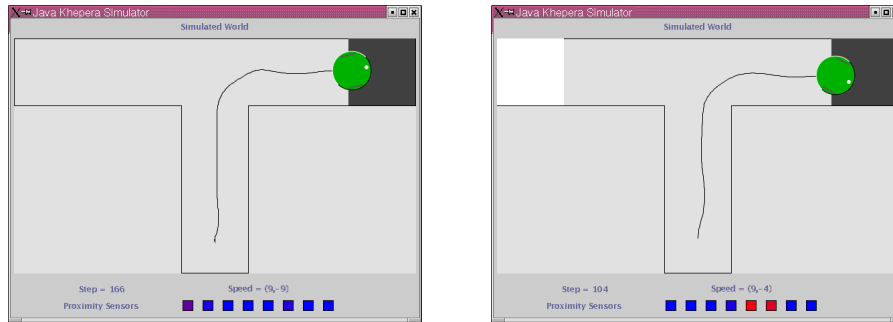 Java Khepera Simulator
Simulated World
Step = 166 Speed = (9,-9)
Proximity Sensors
Java Khepera Simulator
Simulated World
Step = 104 Speed = (9,-4)
Proximity Sensors